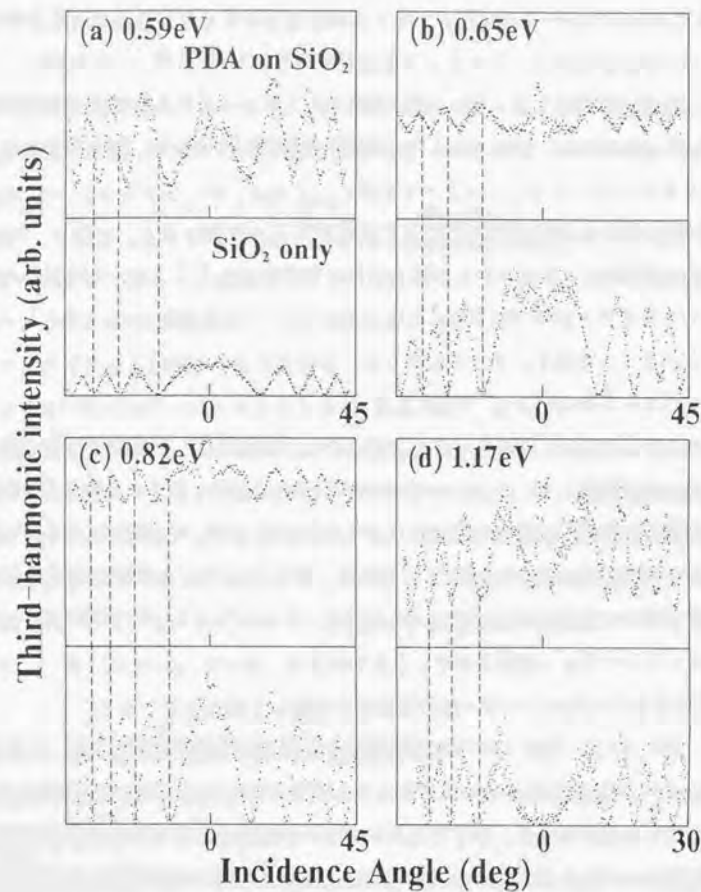 (a) 0.59eV
PDA on SiO₂
(b) 0.65eV
SiO₂ only
0
45
0
45
(c) 0.82eV
(d) 1.17eV
0
45
0
30
Third harmonic intensity (arb. units)
Incidence Angle (deg)